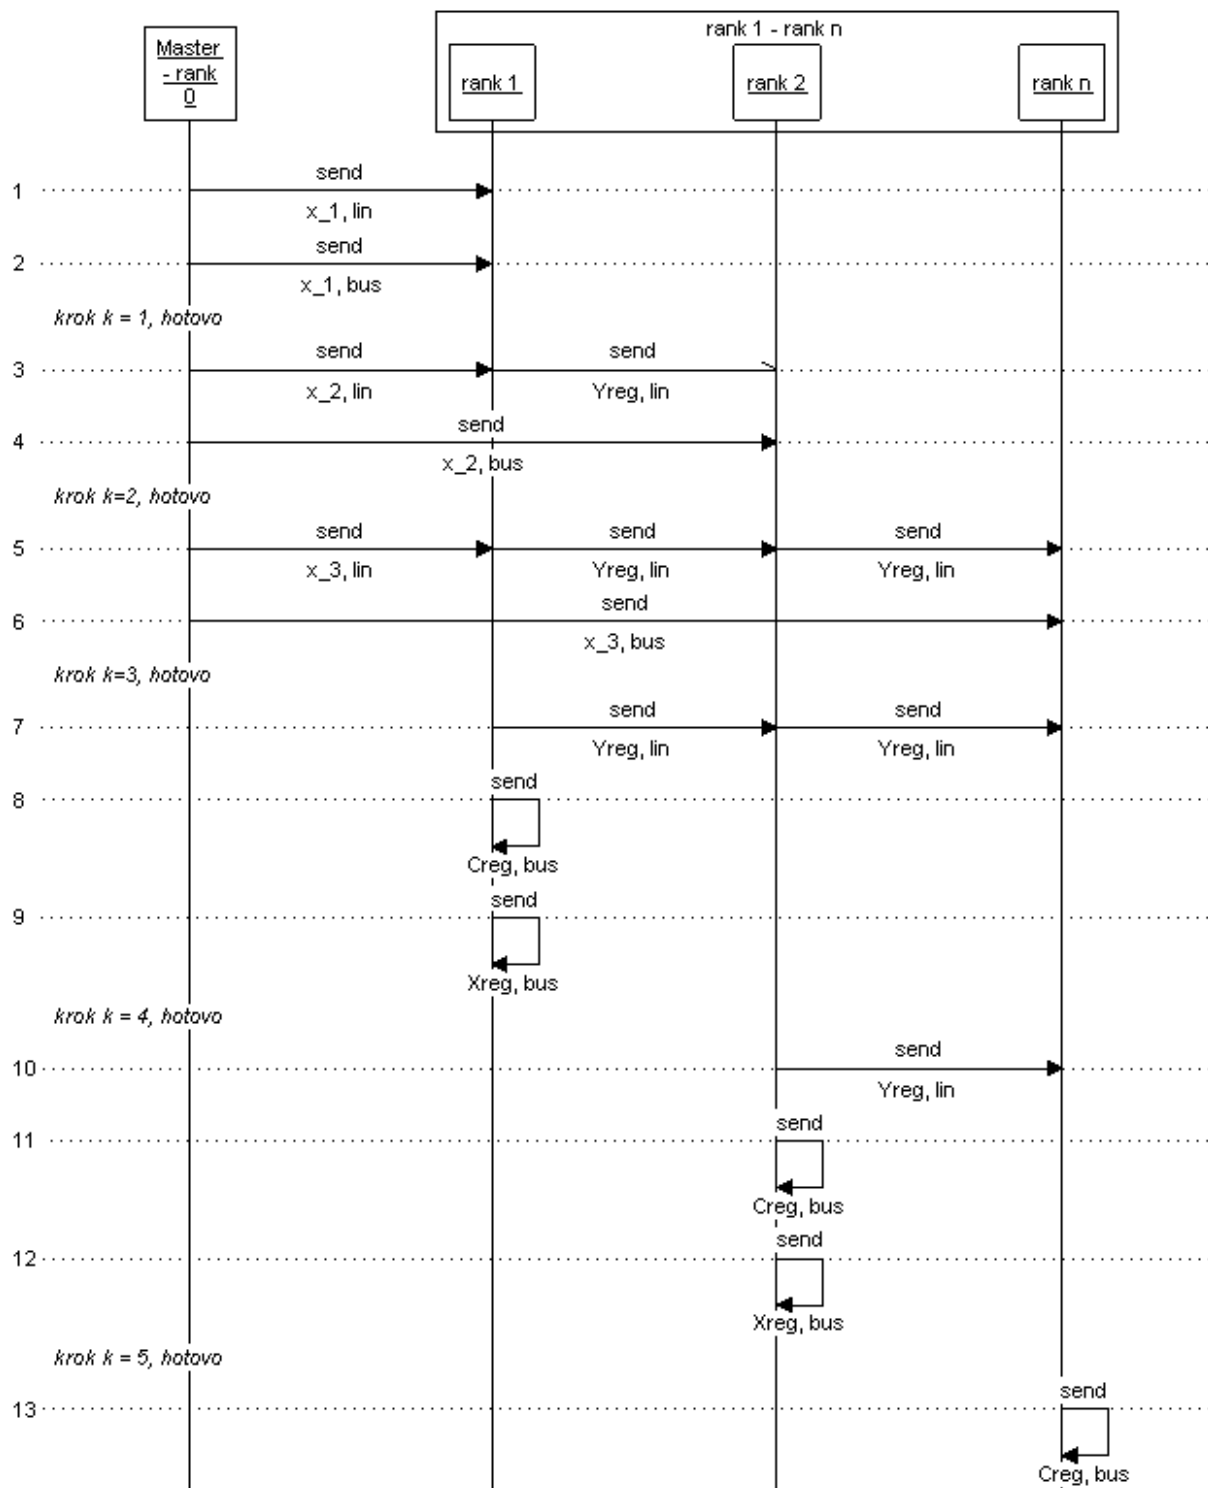 rank 1 - rank n
Master
- rank
0
rank 1
rank 2
rank n
send
1
x_1, lin
send
2
x_1, bus
krok k = 1, hotovo
send send
3
x_2, lin Yreg, lin
send
4
x_2, bus
krok k=2, hotovo
send send send
5
x_3, lin Yreg, lin Yreg, lin
send
6
x_3, bus
krok k=3, hotovo
send send
7
Yreg, lin Yreg, lin
send
8
Creg, bus
send
9
Xreg, bus
krok k = 4, hotovo
send
10
Yreg, lin
send
11
Creg, bus
send
12
Xreg, bus
krok k = 5, hotovo
send
13
Creg, bus